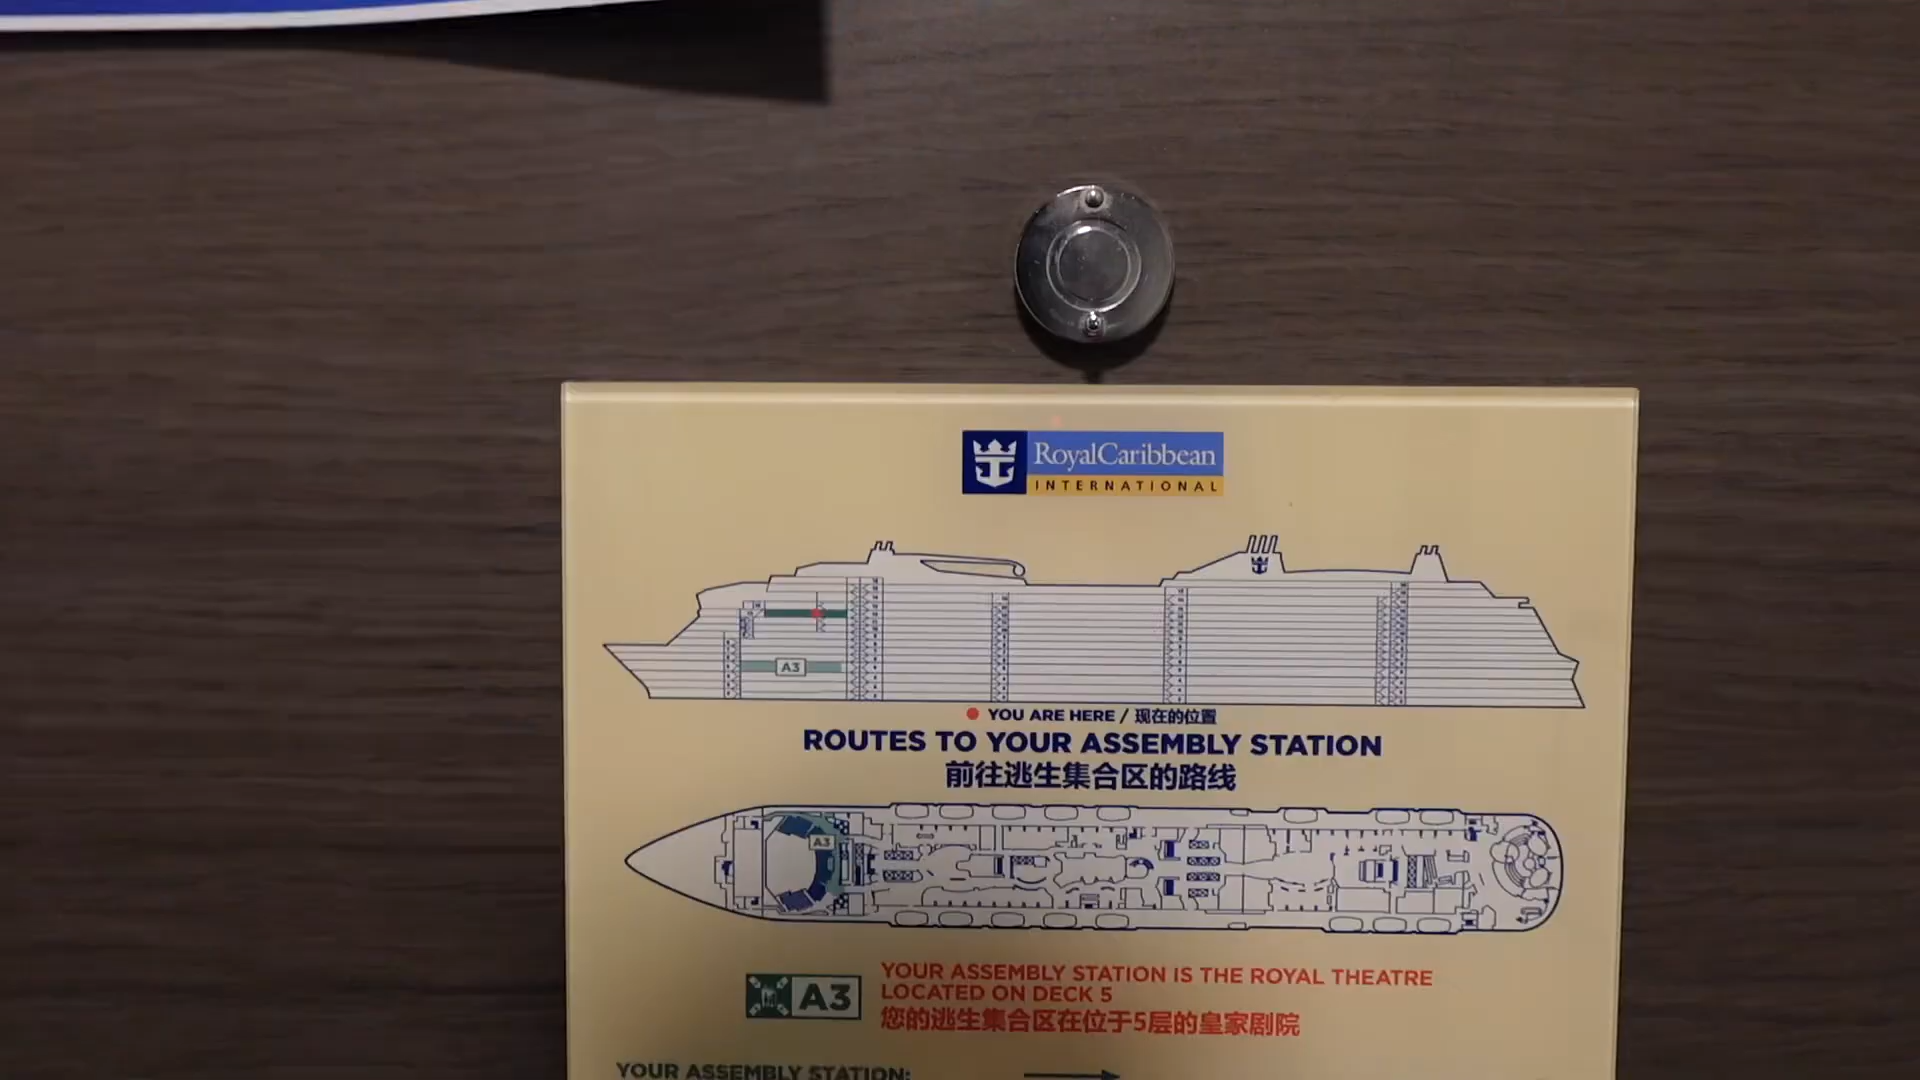 RoyalCaribbean
INTERNATIONAL
A3
YOU ARE HERE / 现在的位置
ROUTES TO YOUR ASSEMBLY STATION
前往逃生集合区的路线
A3
A3
YOUR ASSEMBLY STATION IS THE ROYAL THEATRE
LOCATED ON DECK 5
您的逃生集合区在位于5层的皇家剧院
YOUR ASSEMBLY STATION: